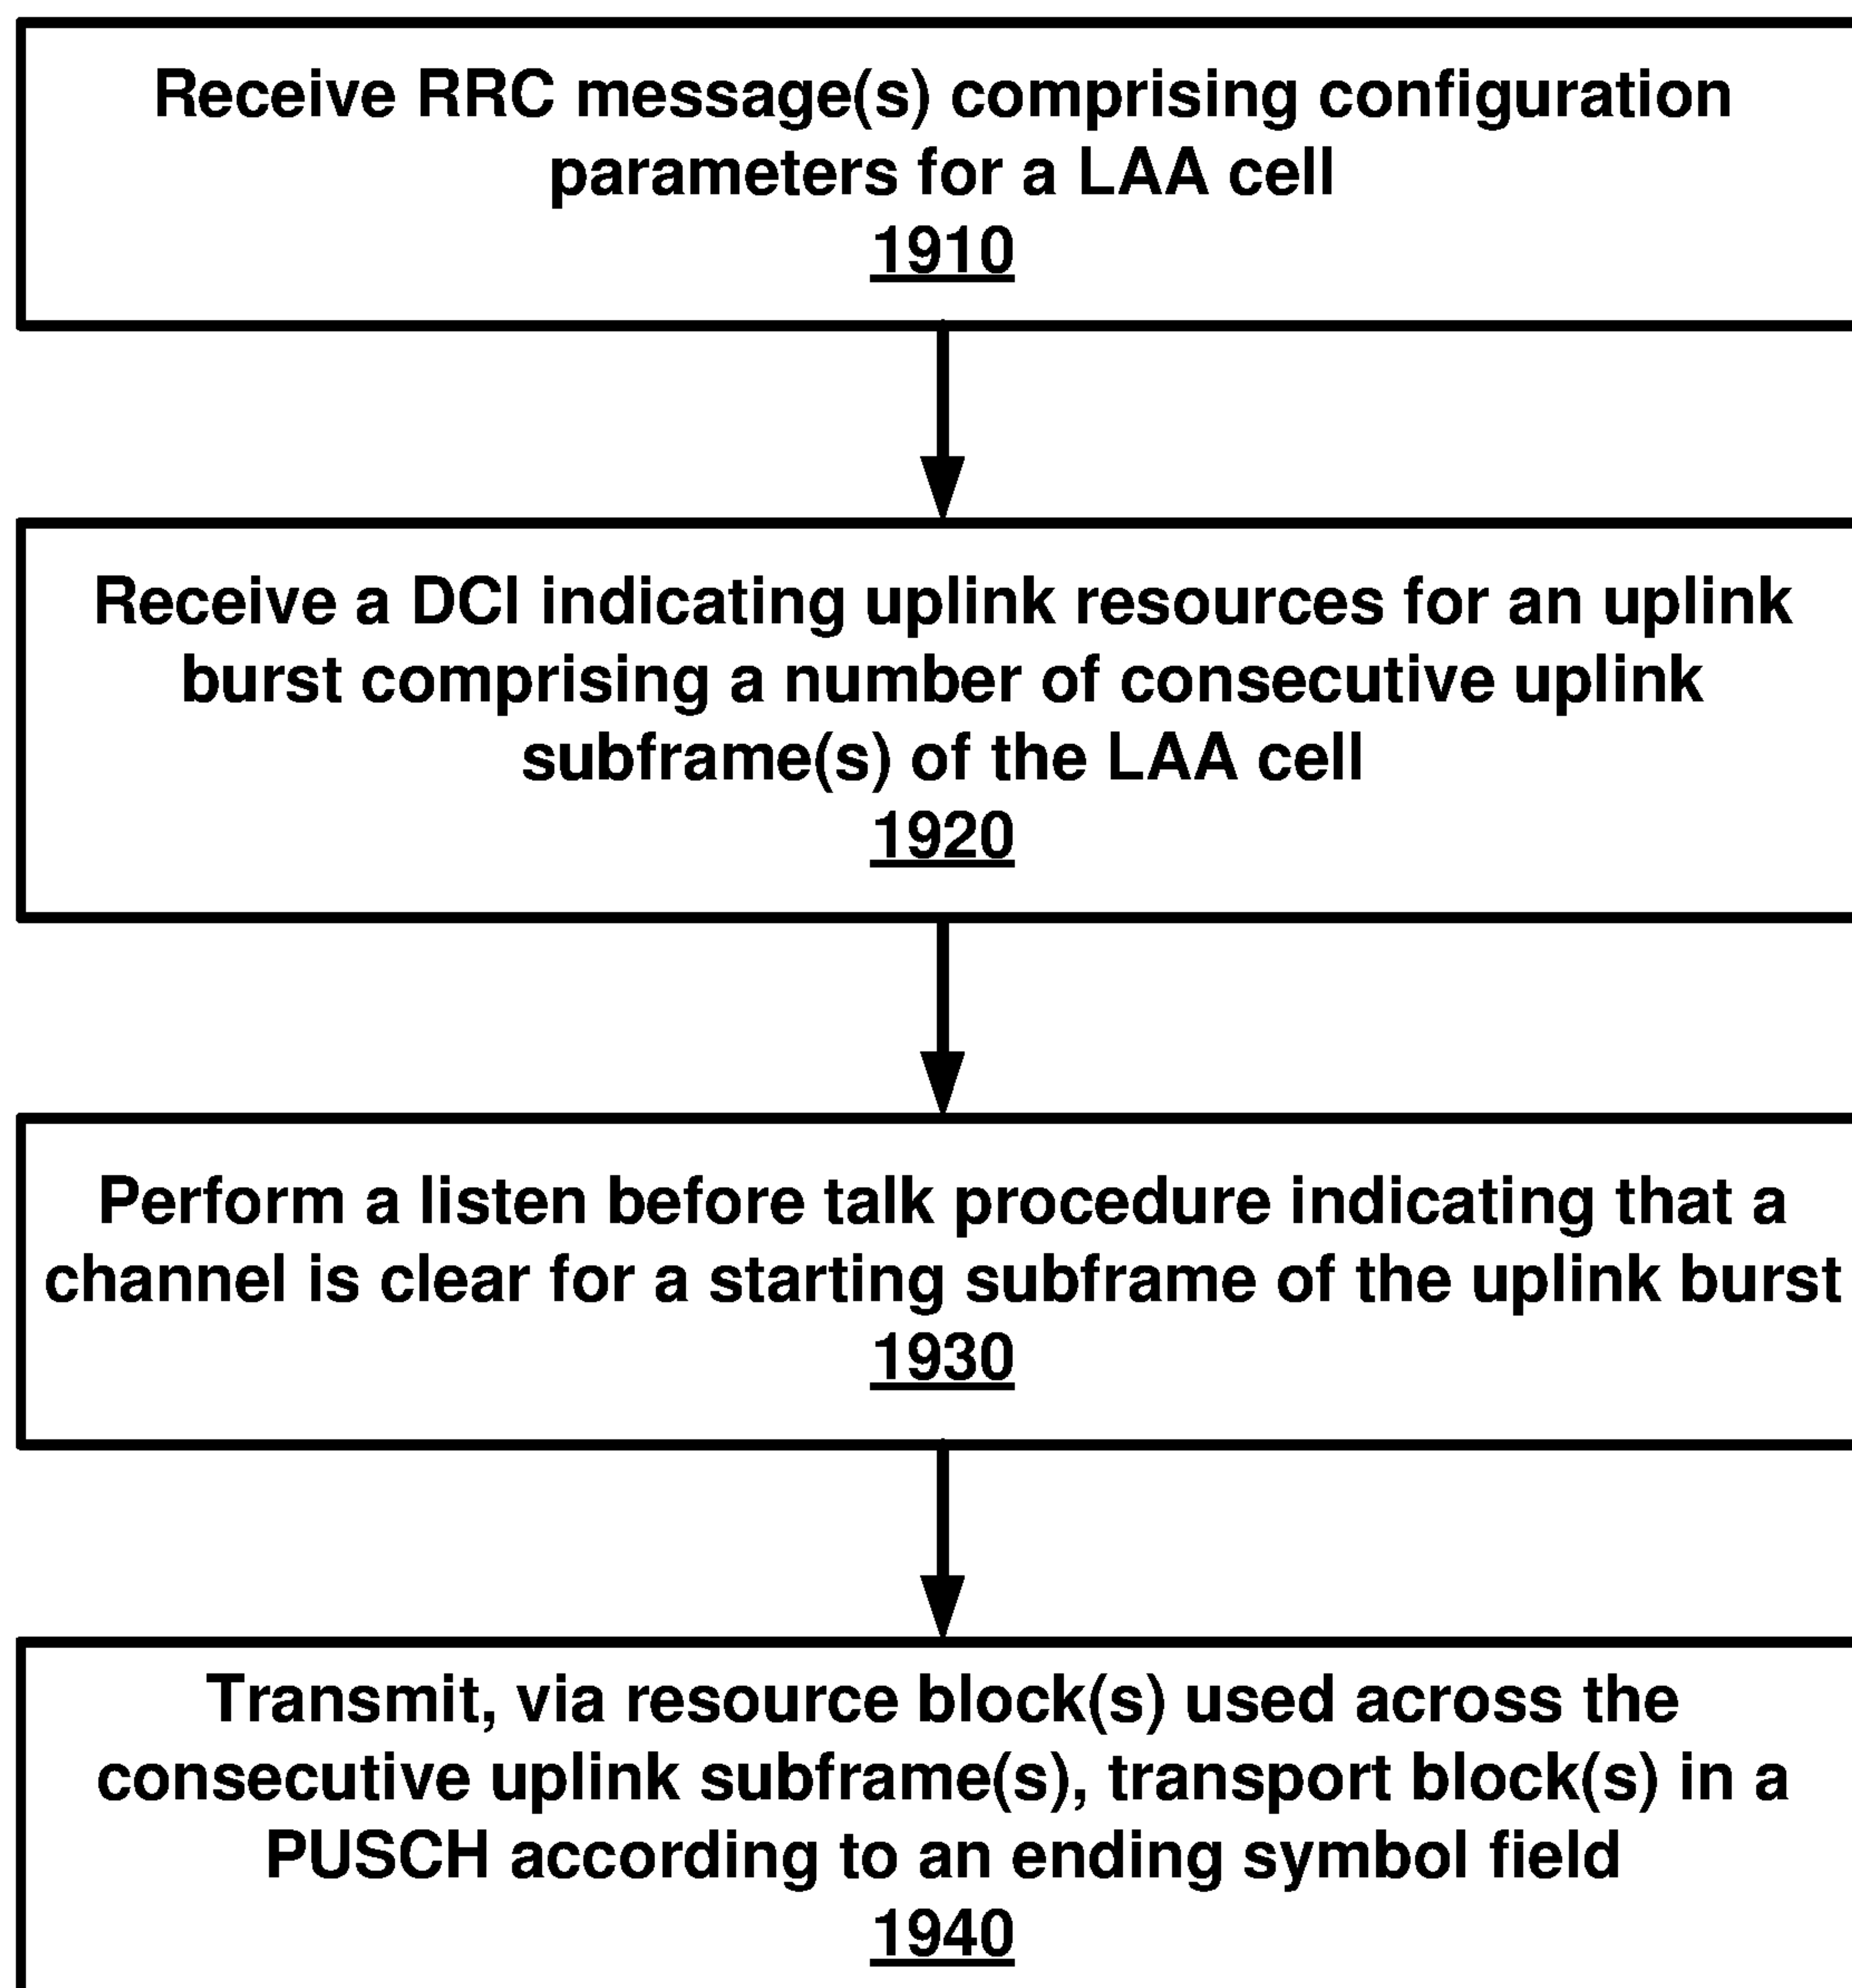 Receive RRC message(s) comprising configuration
parameters for a LAA cell
1910
Receive a DCI indicating uplink resources for an uplink
burst comprising a number of consecutive uplink
subframe(s) of the LAA cell
1920
Perform a listen before talk procedure indicating that a
channel is clear for a starting subframe of the uplink burst
1930
Transmit, via resource block(s) used across the
consecutive uplink subframe(s), transport block(s) in a
PUSCH according to an ending symbol field
1940